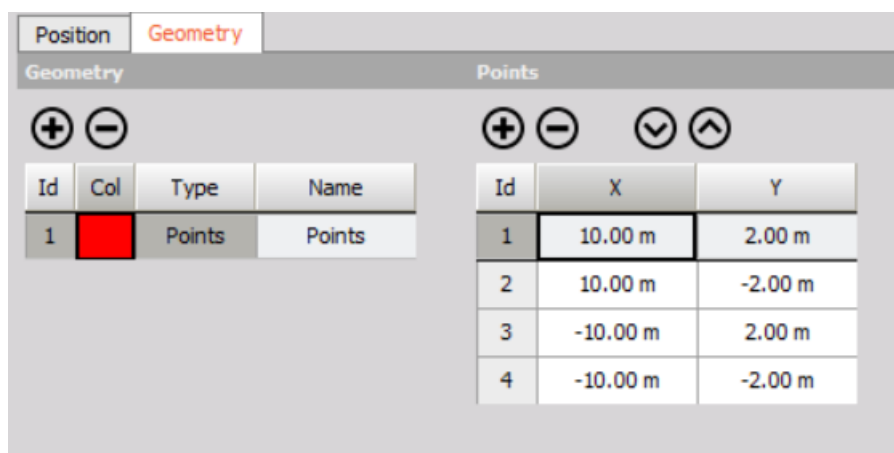 Position Geometry
Geometry Points
Id Col Type Name Id X Y
1 Points Points 1 10.00 m 2.00 m
2 10.00 m -2.00 m
3 -10.00 m 2.00 m
4 -10.00 m -2.00 m